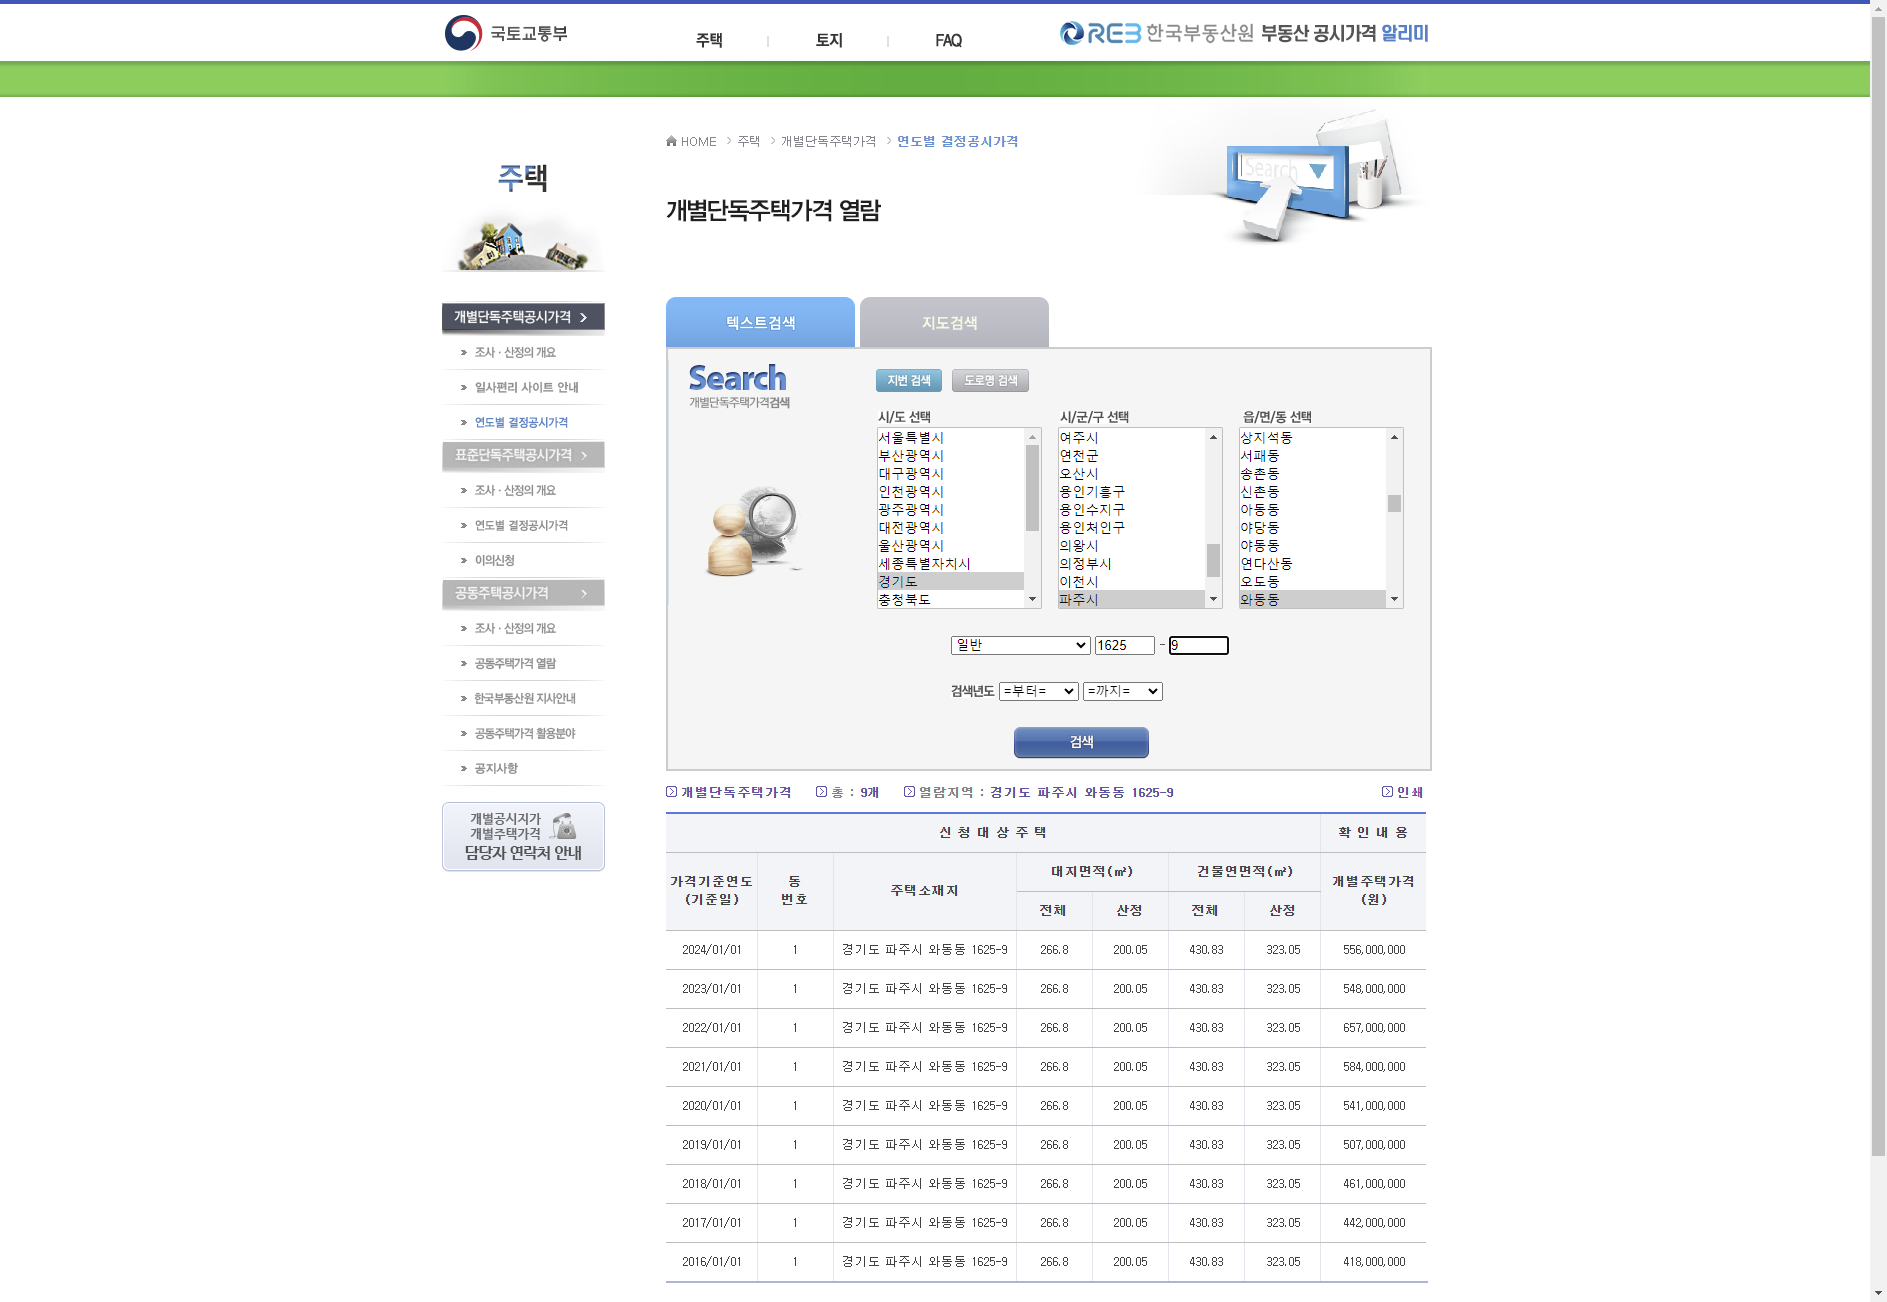 국토교통부
주택
토지
FAQ
REB 한국부동산원 부동산 공시가격 알리미
HOME > 주택 > 개별단독주택가격 > 연도별 결정공시가격
Search
주택
개별단독주택가격 열람
개별단독주택공시가격
조사 · 산정의 개요
일사편리 사이트 안내
연도별 결정공시가격
표준단독주택공시가격
조사 · 산정의 개요
연도별 결정공시가격
이의신청
공동주택공시가격
조사 · 산정의 개요
공동주택가격 열람
한국부동산원 지사안내
공동주택가격 활용분야
공지사항
개별공시지가
개별주택가격
담당자 연락처 안내
텍스트검색
지도검색
Search
개별단독주택가격검색
지번 검색
도로명 검색
시/도 선택
서울특별시
부산광역시
대구광역시
인천광역시
광주광역시
대전광역시
울산광역시
세종특별자치시
경기도
충청북도
시/군/구 선택
여주시
연천군
오산시
용인기흥구
용인수지구
용인처인구
의왕시
의정부시
이천시
파주시
읍/면/동 선택
상지석동
서패동
송촌동
신촌동
아동동
야당동
야동동
연다산동
오도동
와동동
일반 1625 - 9
검색년도 =부터= =까지=
검색
개별단독주택가격 총 : 9개 열람지역 : 경기도 파주시 와동동 1625-9 인쇄
신 청 대 상 주 택 확 인 내 용
가격기준연도 (기준일) 동 번호 주택소재지 대지면적(㎡) 건물연면적(㎡) 개별주택가격 (원)
전체 산정 전체 산정
2024/01/01 1 경기도 파주시 와동동 1625-9 266.8 200.05 430.83 323.05 556,000,000
2023/01/01 1 경기도 파주시 와동동 1625-9 266.8 200.05 430.83 323.05 548,000,000
2022/01/01 1 경기도 파주시 와동동 1625-9 266.8 200.05 430.83 323.05 657,000,000
2021/01/01 1 경기도 파주시 와동동 1625-9 266.8 200.05 430.83 323.05 584,000,000
2020/01/01 1 경기도 파주시 와동동 1625-9 266.8 200.05 430.83 323.05 541,000,000
2019/01/01 1 경기도 파주시 와동동 1625-9 266.8 200.05 430.83 323.05 507,000,000
2018/01/01 1 경기도 파주시 와동동 1625-9 266.8 200.05 430.83 323.05 461,000,000
2017/01/01 1 경기도 파주시 와동동 1625-9 266.8 200.05 430.83 323.05 442,000,000
2016/01/01 1 경기도 파주시 와동동 1625-9 266.8 200.05 430.83 323.05 418,000,000